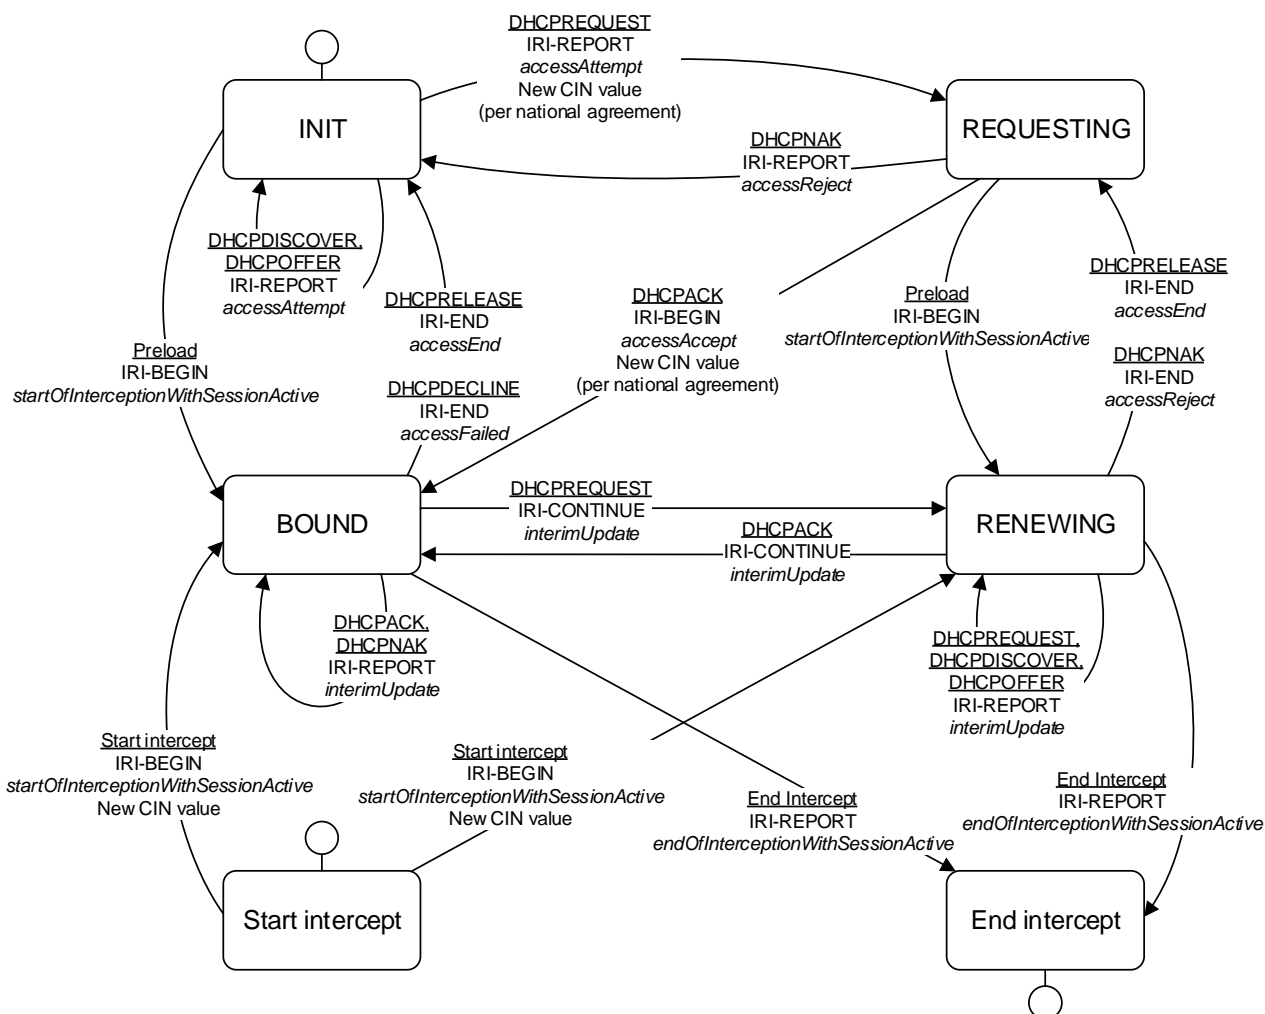 DHCPREQUEST
IRI-REPORT
accessAttempt
New CIN value
(per national agreement)
INIT
REQUESTING
DHCPNAK
IRI-REPORT
accessReject
DHCPDISCOVER,
DHCPOFFER
IRI-REPORT
accessAttempt
DHCPRELEASE
IRI-END
accessEnd
DHCPACK
IRI-BEGIN
accessAccept
New CIN value
(per national agreement)
Preload
IRI-BEGIN
startOfInterceptionWithSessionActive
DHCPRELEASE
IRI-END
accessEnd
Preload
IRI-BEGIN
startOfInterceptionWithSessionActive
DHCPDECLINE
IRI-END
accessFailed
DHCPNAK
IRI-END
accessReject
BOUND
DHCPREQUEST
IRI-CONTINUE
interimUpdate
DHCPACK
IRI-CONTINUE
interimUpdate
RENEWING
DHCPACK,
DHCPNAK
IRI-REPORT
interimUpdate
DHCPREQUEST,
DHCPDISCOVER,
DHCPOFFER
IRI-REPORT
interimUpdate
Start intercept
IRI-BEGIN
startOfInterceptionWithSessionActive
New CIN value
Start intercept
IRI-BEGIN
startOfInterceptionWithSessionActive
New CIN value
End Intercept
IRI-REPORT
endOfInterceptionWithSessionActive
End Intercept
IRI-REPORT
endOfInterceptionWithSessionActive
Start intercept
End intercept